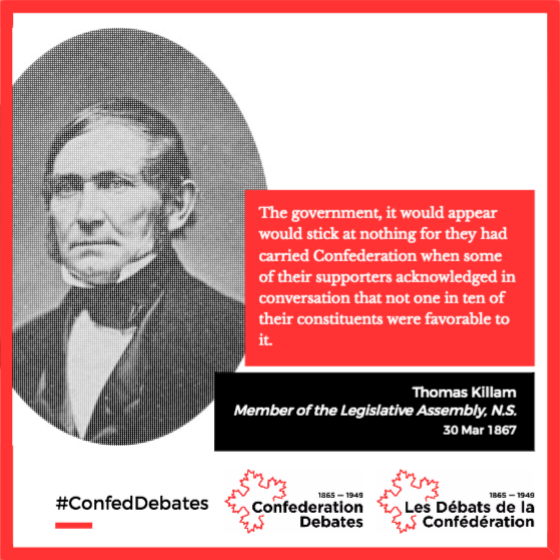 The government, it would appear
would stick at nothing for they had
carried Confederation when some
of their supporters acknowledged in
conversation that not one in ten of
their constituents were favorable to
it.
Thomas Killam
Member of the Legislative Assembly, N.S.
30 Mar 1867
#ConfedDebates
1865 — 1949
Confederation
Debates
1865 — 1949
Les Débats de la
Confédération